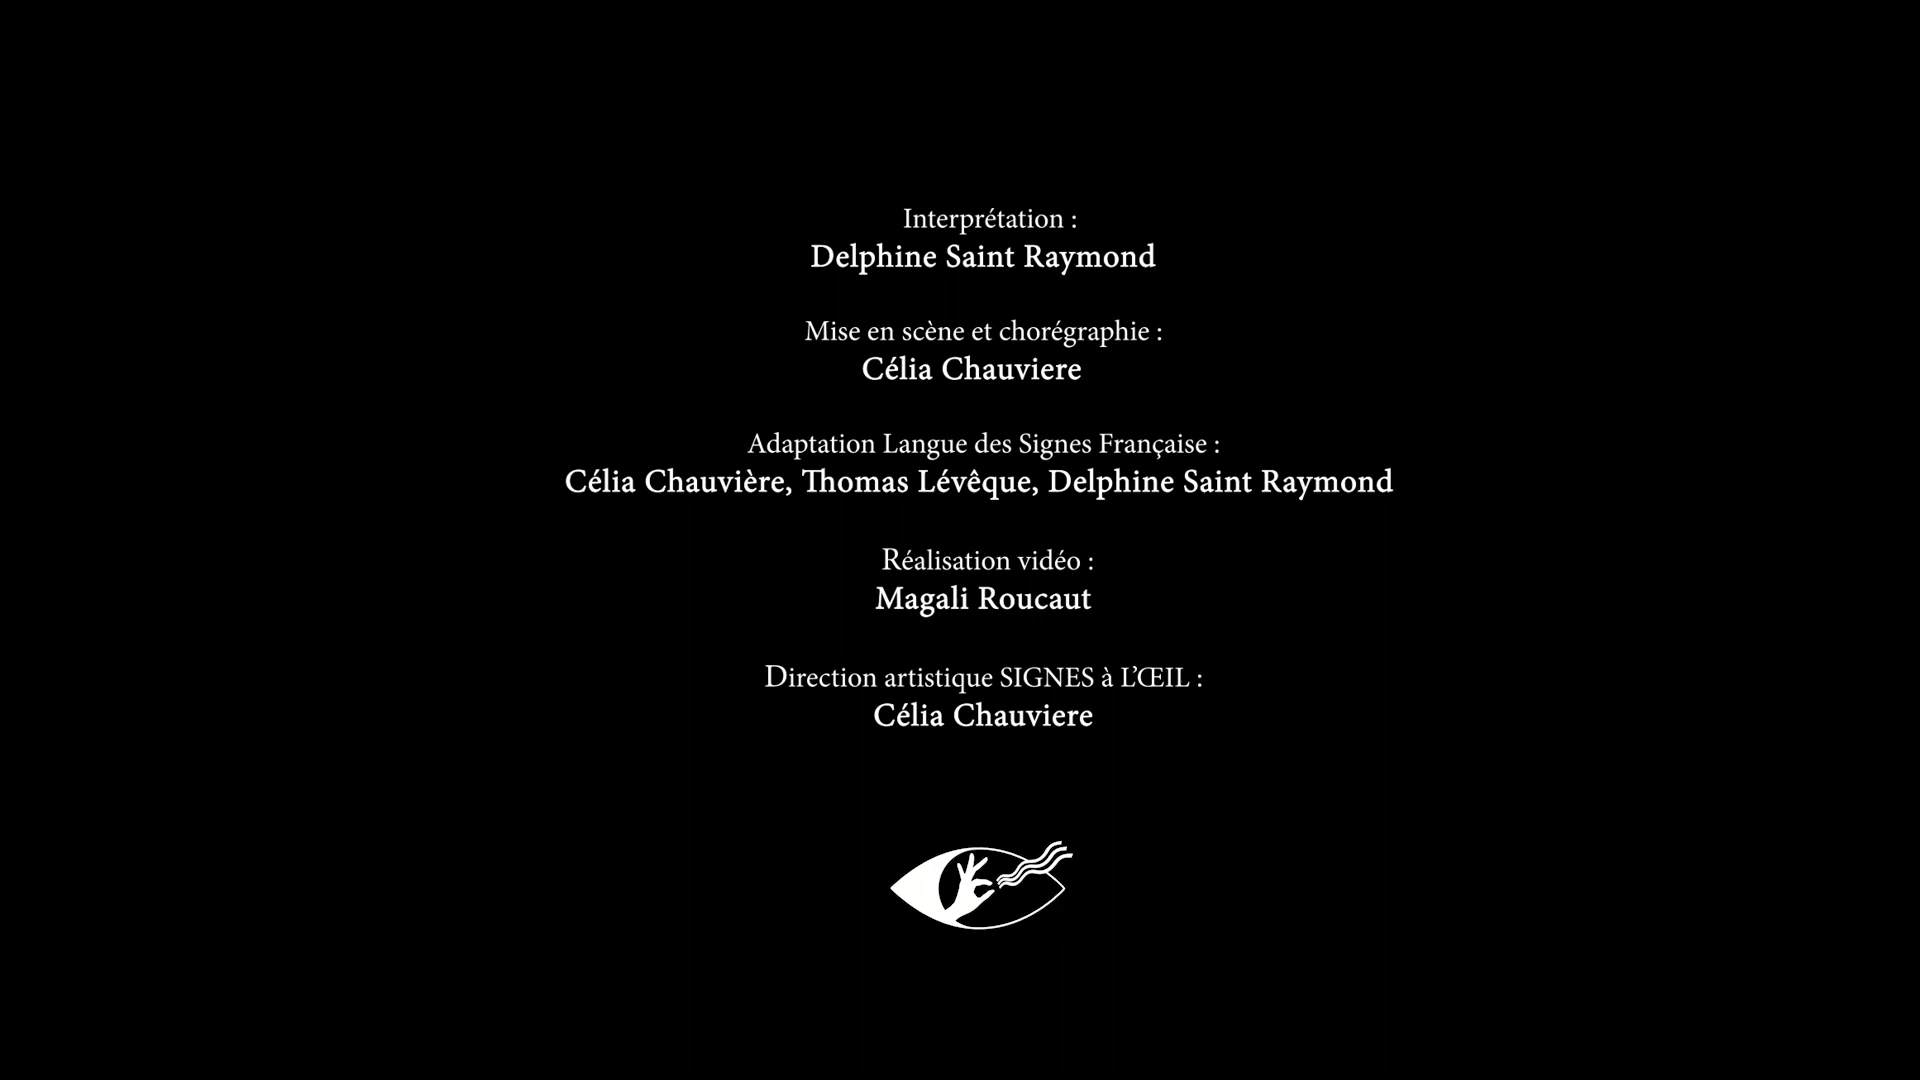 Interprétation :
Delphine Saint Raymond
Mise en scène et chorégraphie :
Célia Chauviere
Adaptation Langue des Signes Française :
Célia Chauvière, Thomas Lévêque, Delphine Saint Raymond
Réalisation vidéo :
Magali Roucaut
Direction artistique SIGNES à L’ŒIL :
Célia Chauviere